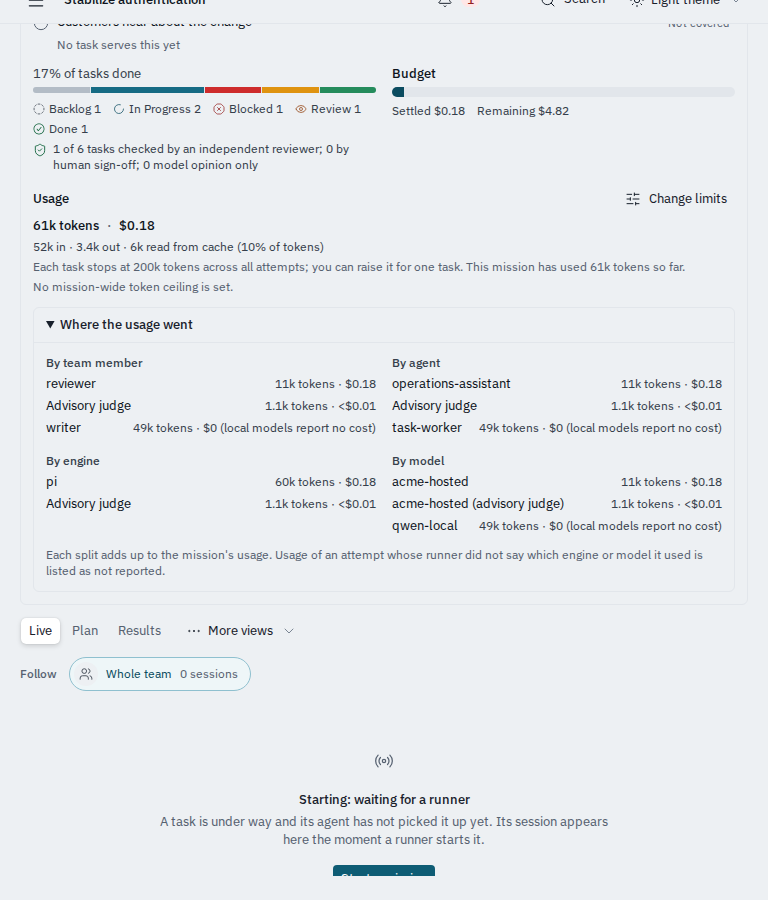 Stabilize authentication
1
Search
Light theme
Customers hear about the change
Not covered
No task serves this yet
17% of tasks done
Backlog 1
In Progress 2
Blocked 1
Review 1
Done 1
1 of 6 tasks checked by an independent reviewer; 0 by
human sign-off; 0 model opinion only
Budget
Settled $0.18
Remaining $4.82
Usage
Change limits
61k tokens · $0.18
52k in · 3.4k out · 6k read from cache (10% of tokens)
Each task stops at 200k tokens across all attempts; you can raise it for one task. This mission has used 61k tokens so far.
No mission-wide token ceiling is set.
Where the usage went
By team member
reviewer 11k tokens · $0.18
Advisory judge 1.1k tokens · <$0.01
writer 49k tokens · $0 (local models report no cost)
By agent
operations-assistant 11k tokens · $0.18
Advisory judge 1.1k tokens · <$0.01
task-worker 49k tokens · $0 (local models report no cost)
By engine
pi 60k tokens · $0.18
Advisory judge 1.1k tokens · <$0.01
By model
acme-hosted 11k tokens · $0.18
acme-hosted (advisory judge) 1.1k tokens · <$0.01
qwen-local 49k tokens · $0 (local models report no cost)
Each split adds up to the mission's usage. Usage of an attempt whose runner did not say which engine or model it used is
listed as not reported.
Live
Plan
Results
More views
Follow
Whole team 0 sessions
Starting: waiting for a runner
A task is under way and its agent has not picked it up yet. Its session appears
here the moment a runner starts it.